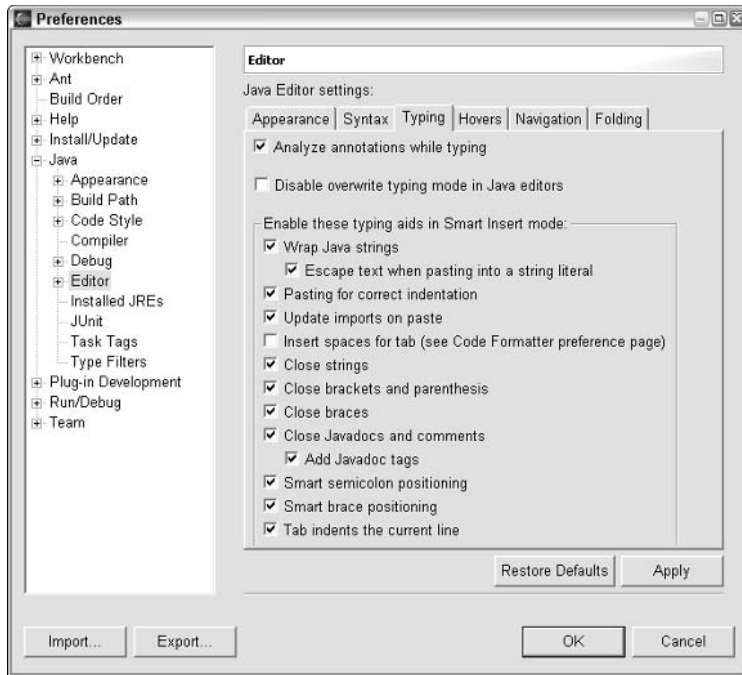 Preferences
Workbench
Ant
Build Order
Help
Install/Update
Java
Appearance
Build Path
Code Style
Compiler
Debug
Editor
Installed JREs
JUnit
Task Tags
Type Filters
Plug-in Development
Run/Debug
Team
Editor
Java Editor settings:
Appearance Syntax Typing Hovers Navigation Folding
Analyze annotations while typing
Disable overwrite typing mode in Java editors
Enable these typing aids in Smart Insert mode:
Wrap Java strings
Escape text when pasting into a string literal
Pasting for correct indentation
Update imports on paste
Insert spaces for tab (see Code Formatter preference page)
Close strings
Close brackets and parenthesis
Close braces
Close Javadocs and comments
Add Javadoc tags
Smart semicolon positioning
Smart brace positioning
Tab indents the current line
Restore Defaults Apply
Import... Export... OK Cancel